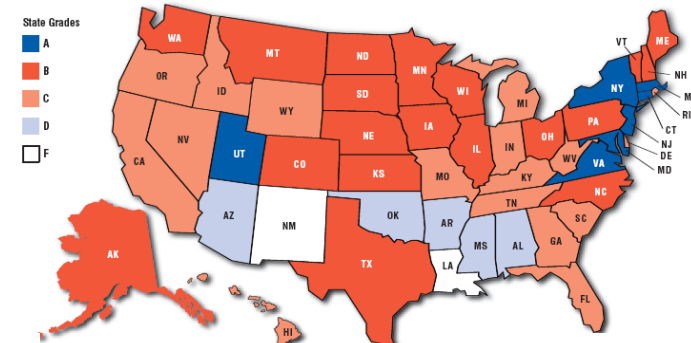 State Grades
A
B
C
D
F
WA
OR
CA
NV
ID
MT
WY
UT
AZ
CO
NM
ND
SD
NE
KS
OK
TX
MN
IA
MO
AR
LA
WI
IL
MI
IN
OH
KY
TN
MS
AL
GA
FL
SC
NC
VA
WV
PA
NY
VT
ME
NH
M
RI
CT
NJ
DE
MD
AK
HI